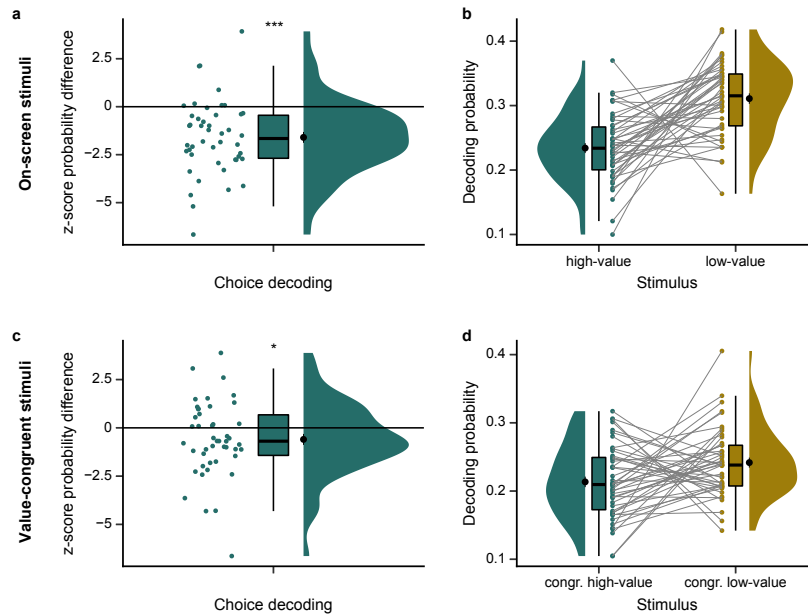 a
b
On-screen stimuli
z-score probability difference
2.5
0
−2.5
−5
***
Choice decoding
Decoding probability
0.4
0.3
0.2
0.1
high-value
low-value
Stimulus
c
d
Value-congruent stimuli
z-score probability difference
2.5
0
−2.5
−5
*
Choice decoding
Decoding probability
0.4
0.3
0.2
0.1
congr. high-value
congr. low-value
Stimulus